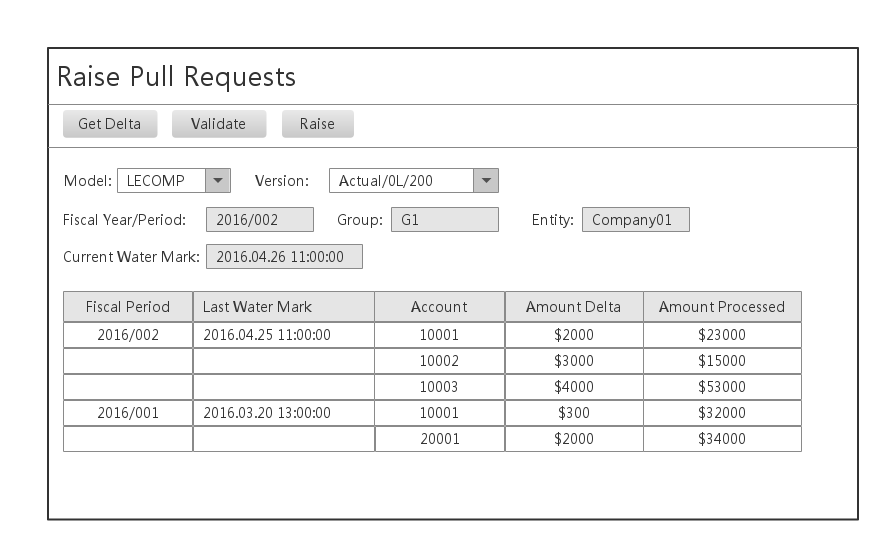 Raise Pull Requests
Get Delta Validate Raise
Model: LECOMP Version: Actual/0L/200
Fiscal Year/Period: 2016/002 Group: G1 Entity: Company01
Current Water Mark: 2016.04.26 11:00:00
Fiscal Period Last Water Mark Account Amount Delta Amount Processed
2016/002 2016.04.25 11:00:00 10001 $2000 $23000
10002 $3000 $15000
10003 $4000 $53000
2016/001 2016.03.20 13:00:00 10001 $300 $32000
20001 $2000 $34000